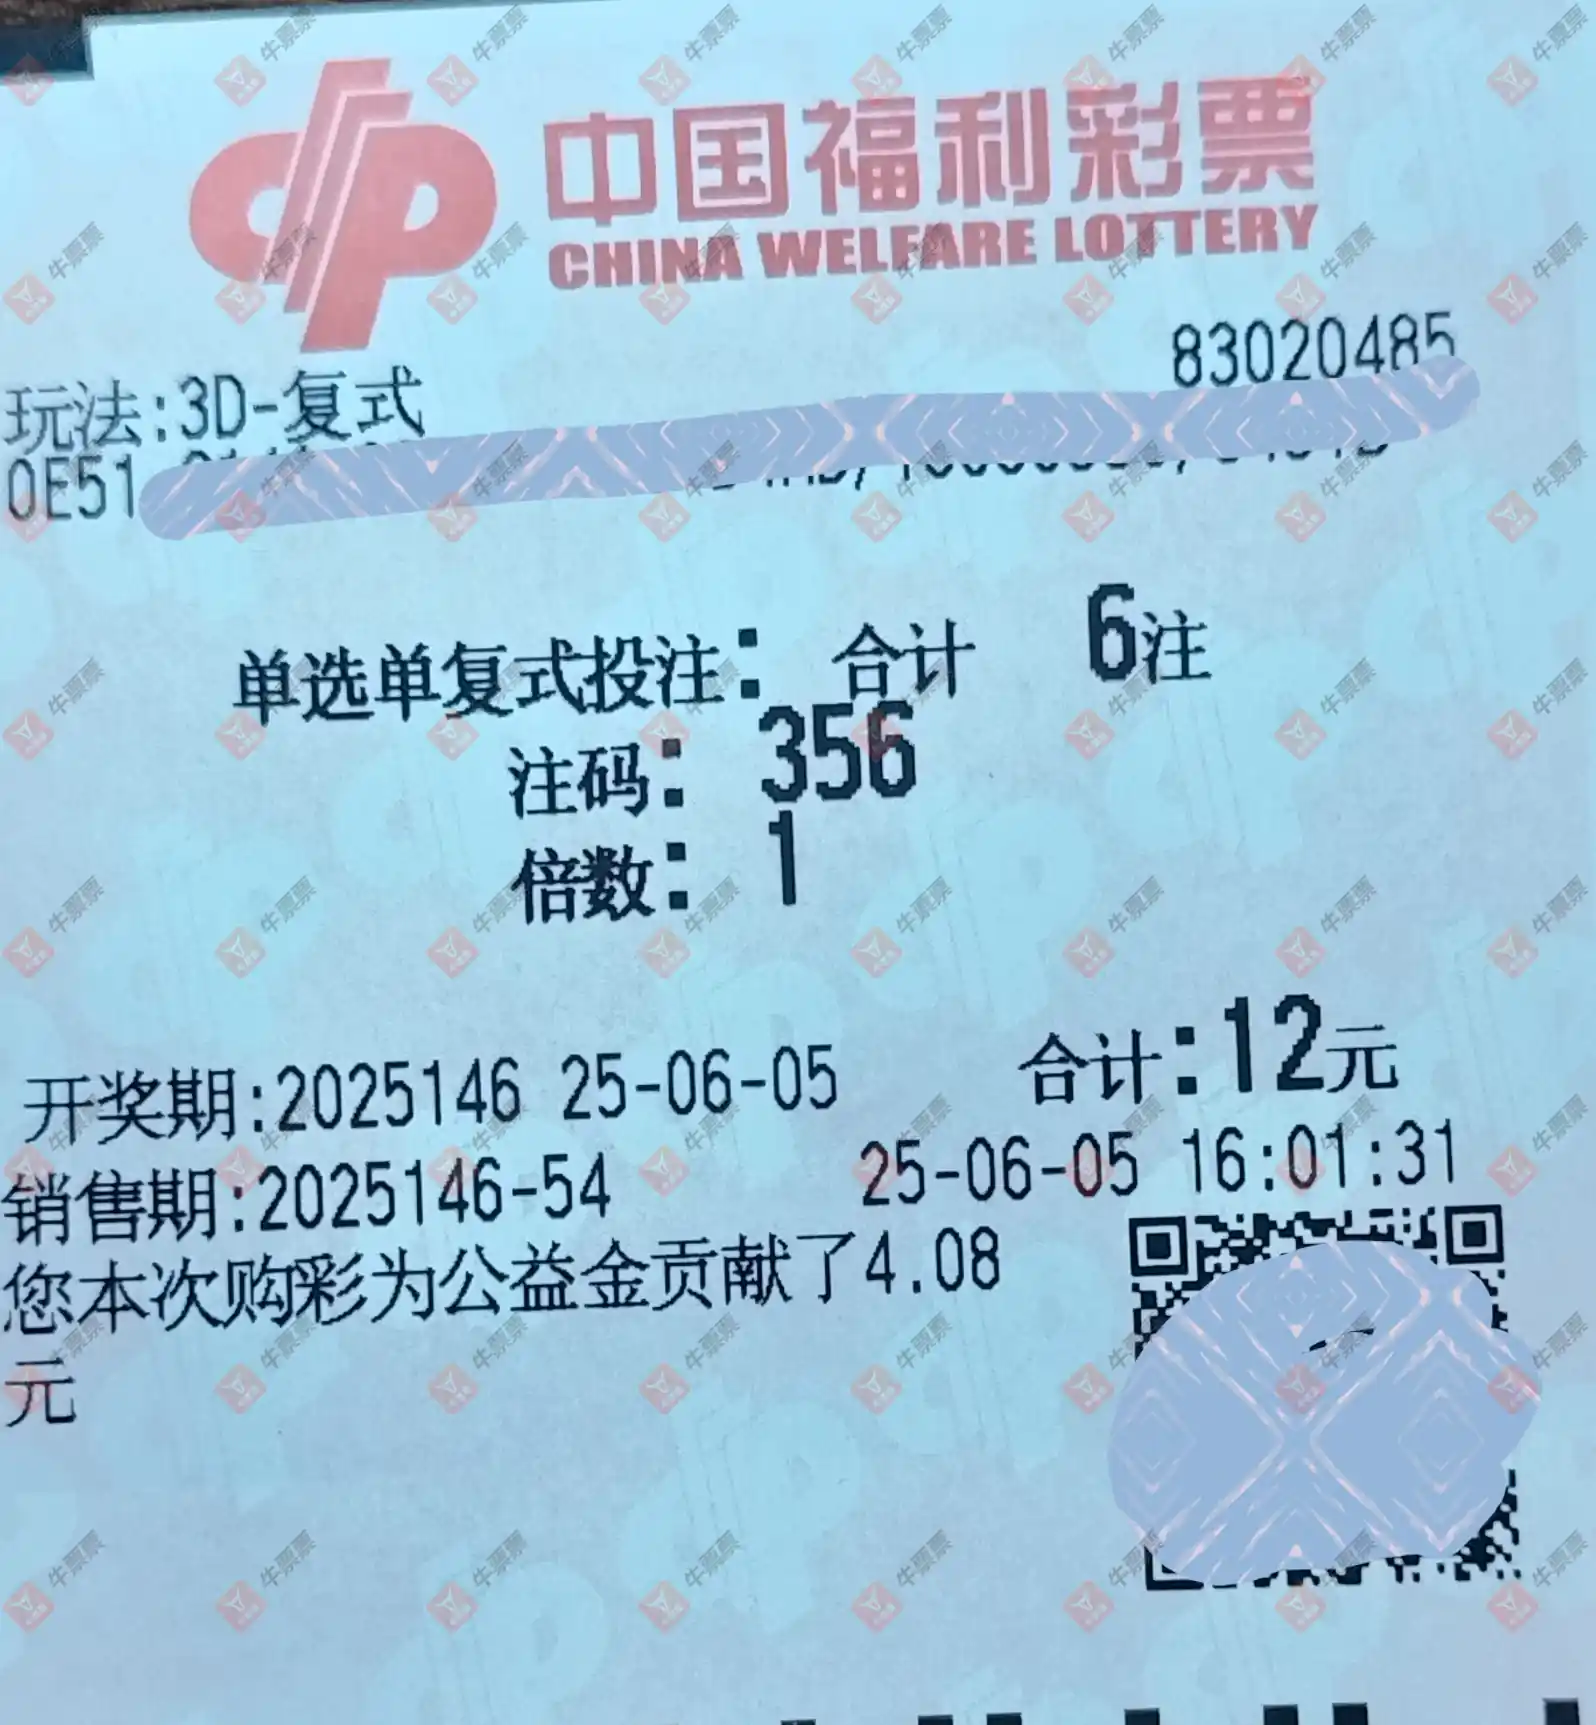 中国福利彩票
CHINA WELFARE LOTTERY
83020485
玩法:3D-复式
0E51
单选单复式投注: 合计 6注
注码: 356
倍数: 1
开奖期:2025146 25-06-05 合计:12元
销售期:2025146-54 25-06-05 16:01:31
您本次购彩为公益金贡献了4.08
元
牛票票